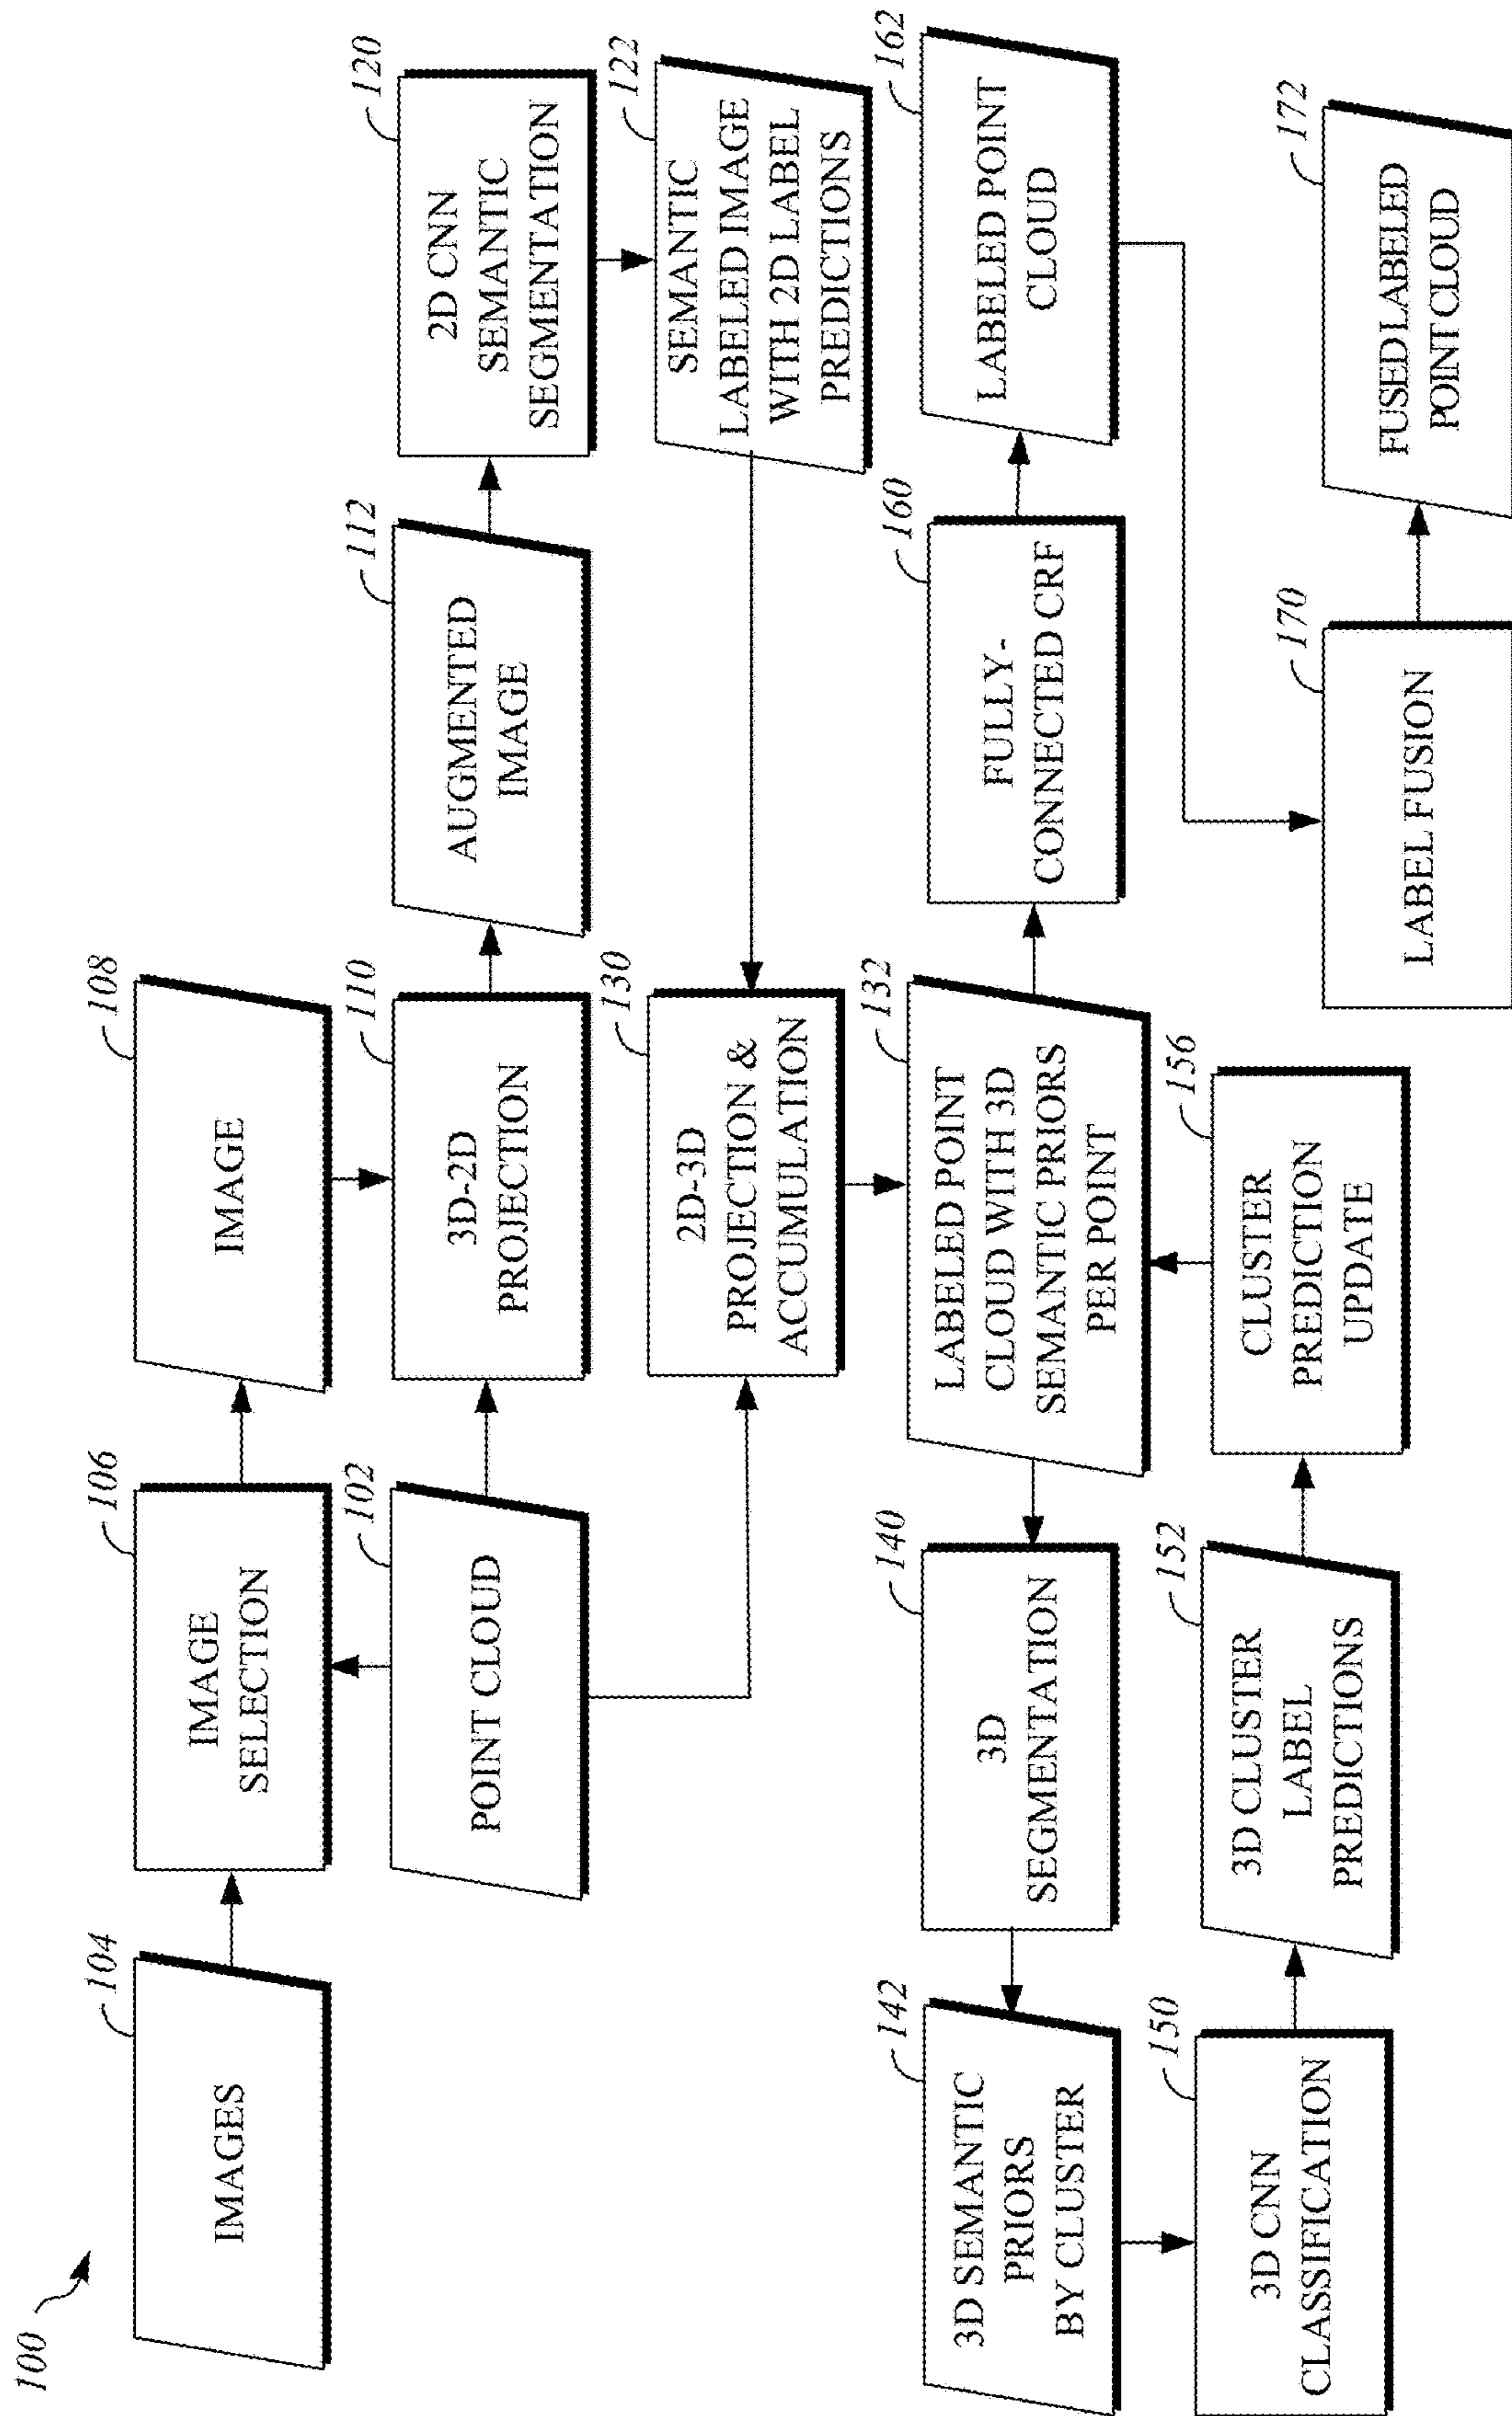 100
104
IMAGES
106
IMAGE
SELECTION
108
IMAGE
102
POINT CLOUD
110
3D-2D
PROJECTION
112
AUGMENTED
IMAGE
120
2D CNN
SEMANTIC
SEGMENTATION
122
SEMANTIC
LABELED IMAGE
WITH 2D LABEL
PREDICTIONS
130
2D-3D
PROJECTION &
ACCUMULATION
132
LABELED POINT
CLOUD WITH 3D
SEMANTIC PRIORS
PER POINT
140
3D
SEGMENTATION
142
3D SEMANTIC
PRIORS
BY CLUSTER
150
3D CNN
CLASSIFICATION
152
3D CLUSTER
LABEL
PREDICTIONS
156
CLUSTER
PREDICTION
UPDATE
160
FULLY-
CONNECTED CRF
162
LABELED POINT
CLOUD
170
LABEL FUSION
172
FUSED LABELED
POINT CLOUD